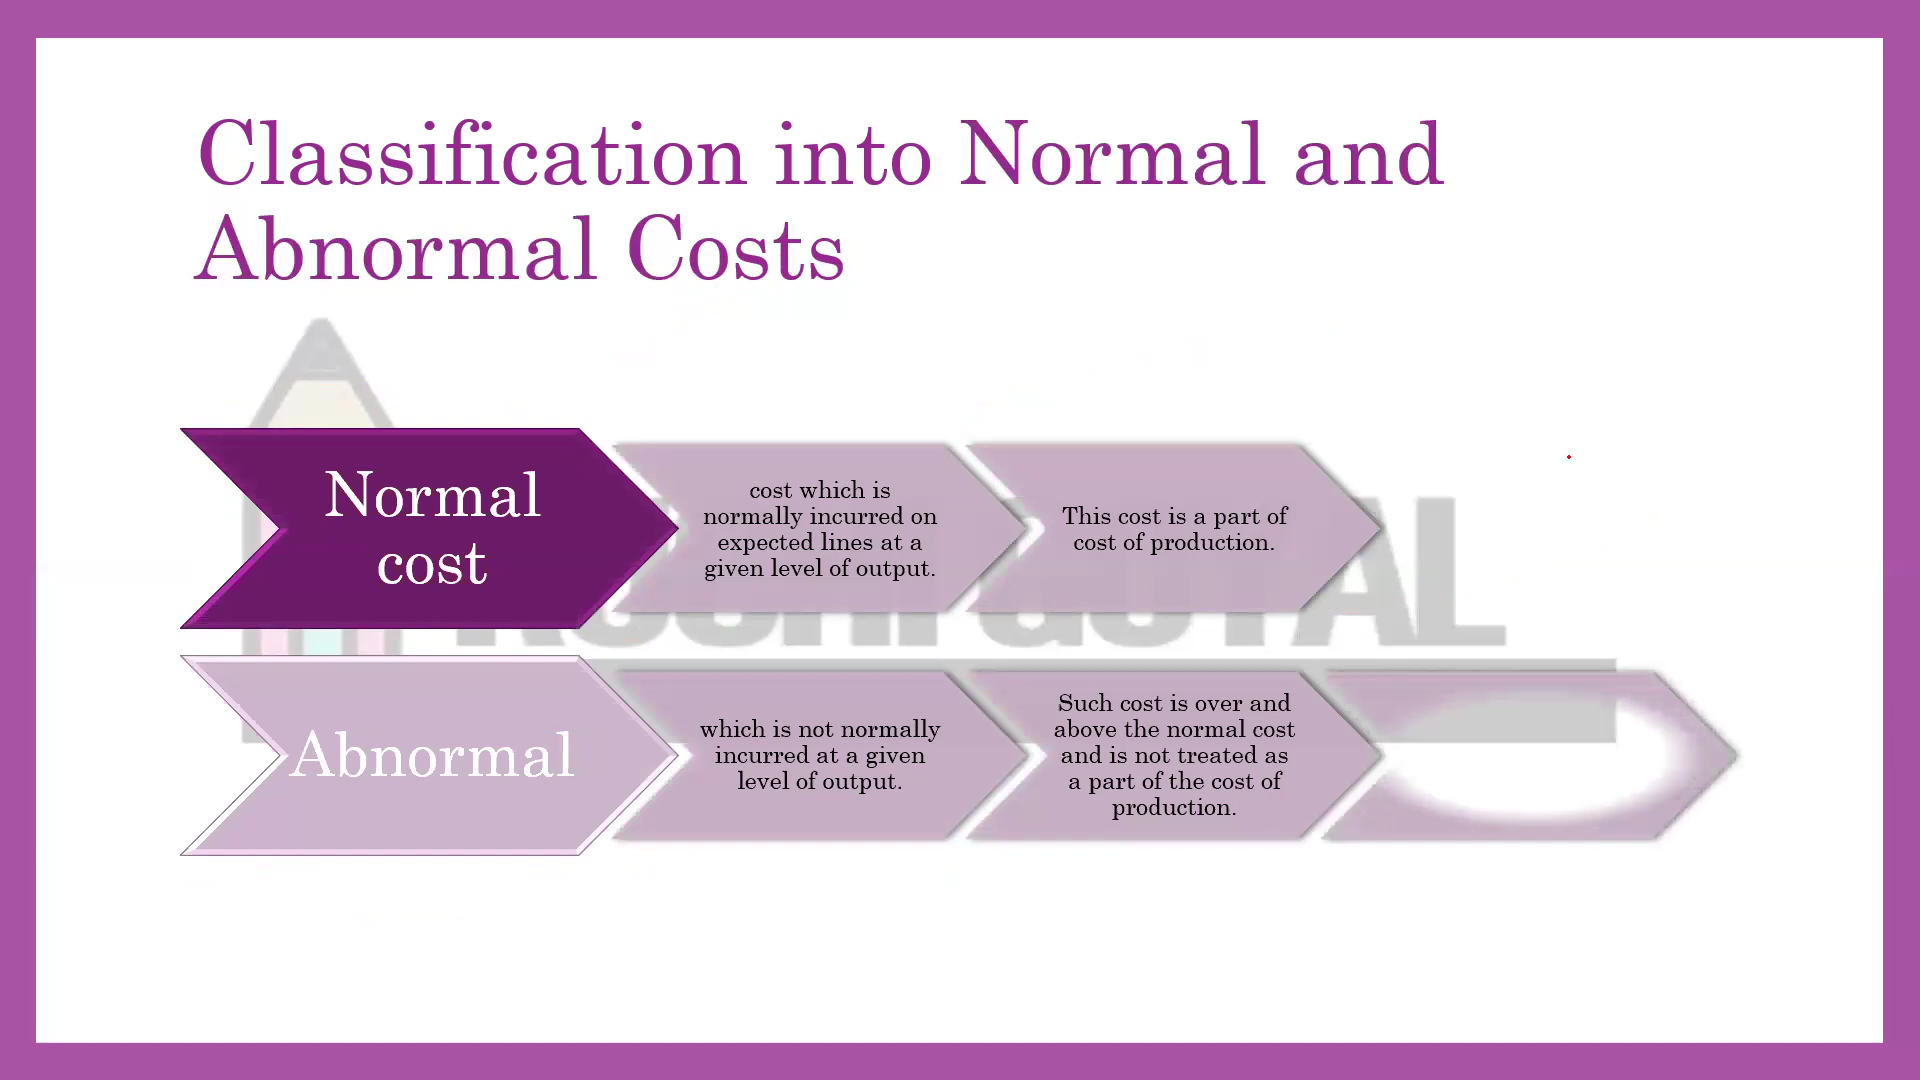 Classification into Normal and
Abnormal Costs
Normal
cost
cost which is
normally incurred on
expected lines at a
given level of output.
This cost is a part of
cost of production.
Abnormal
which is not normally
incurred at a given
level of output.
Such cost is over and
above the normal cost
and is not treated as
a part of the cost of
production.